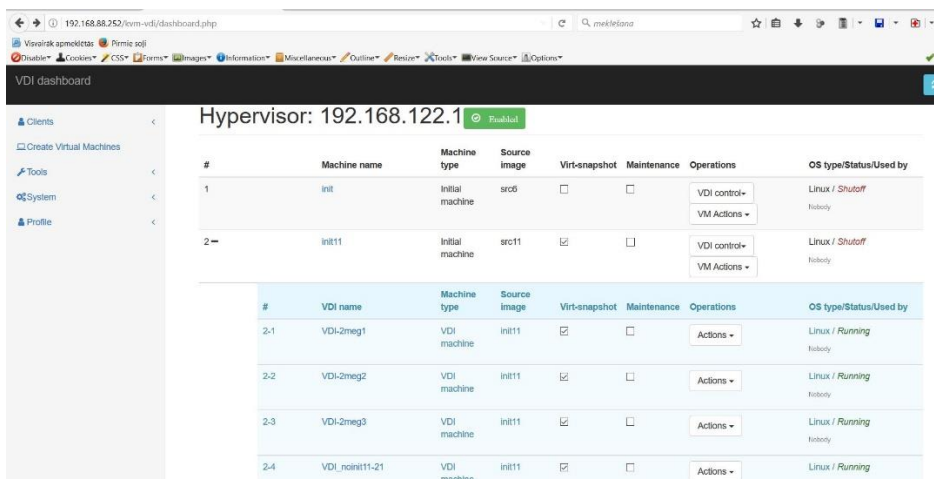 192.168.88.252/kvm-vdi/dashboard.php
C
meklēšana
Visvairāk apmeklētās Pirmie soļi
Disable Cookies CSS Forms Images Information Miscellaneous Outline Resize Tools View Source Options
VDI dashboard
Clients
Create Virtual Machines
Tools
System
Profile
Hypervisor: 192.168.122.1 Enabled
# Machine name Machine type Source image Virt-snapshot Maintenance Operations OS type/Status/Used by
1 init Initial machine src6 VDI control Linux / Shutoff
VM Actions Nobody
2 init11 Initial machine src11 VDI control Linux / Shutoff
VM Actions Nobody
# VDI name Machine type Source image Virt-snapshot Maintenance Operations OS type/Status/Used by
2-1 VDI-2meg1 VDI machine init11 Actions Linux / Running
Nobody
2-2 VDI-2meg2 VDI machine init11 Actions Linux / Running
Nobody
2-3 VDI-2meg3 VDI machine init11 Actions Linux / Running
Nobody
2-4 VDI_noinit11-21 VDI machine init11 Actions Linux / Running